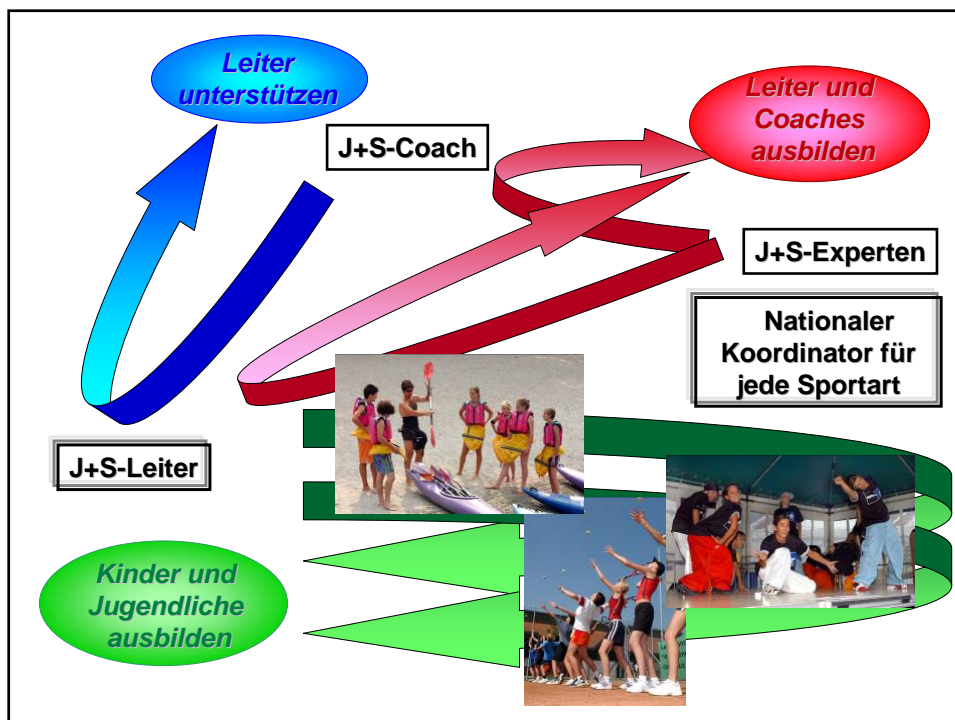 Leiter
unterstützen
Leiter und
Coaches
ausbilden
J+S-Coach
J+S-Experten
Nationaler
Koordinator für
jede Sportart
J+S-Leiter
Kinder und
Jugendliche
ausbilden